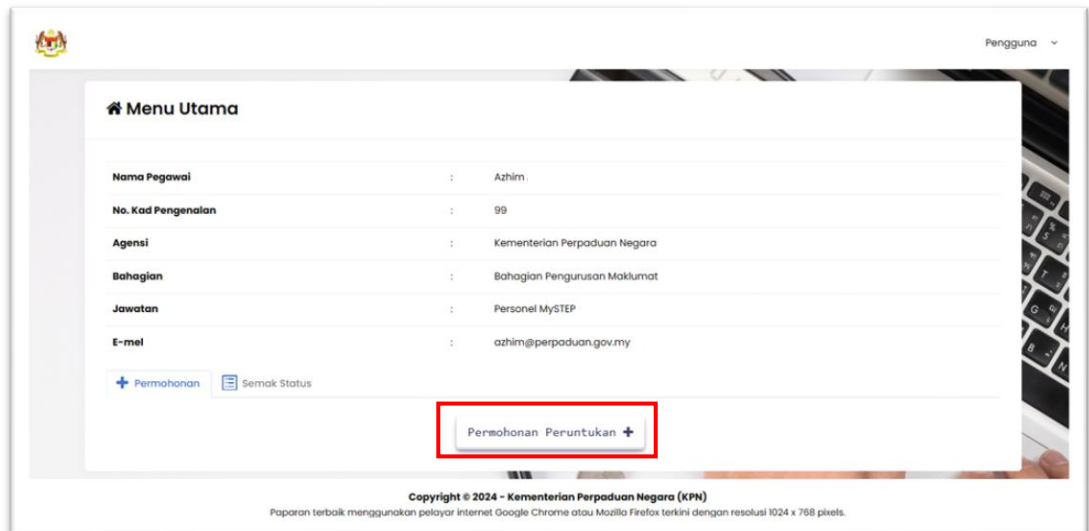 Pengguna
Menu Utama
Nama Pegawai : Azhim
No. Kad Pengenalan : 99
Agensi : Kementerian Perpaduan Negara
Bahagian : Bahagian Pengurusan Maklumat
Jawatan : Personel MySTEP
E-mel : azhim@perpaduan.gov.my
Permohonan Semak Status
Permohonan Peruntukan +
Copyright © 2024 - Kementerian Perpaduan Negara (KPN)
Paparan terbaik menggunakan pelayar internet Google Chrome atau Mozilla Firefox terkini dengan resolusi 1024 x 768 pixels.